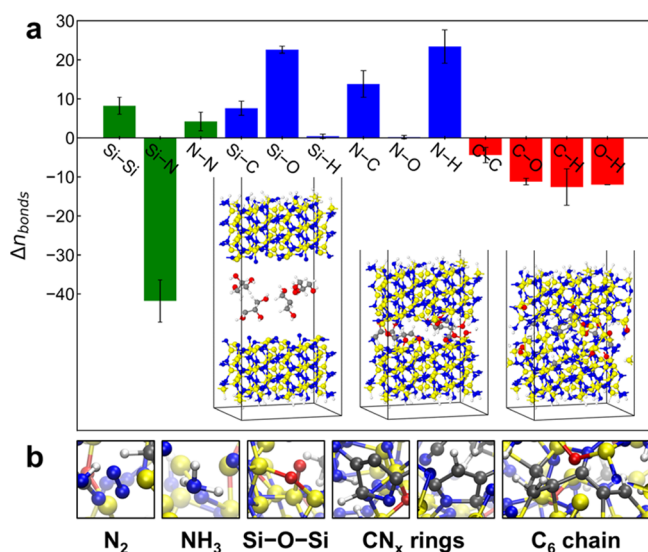 a
30
20
10
0
−10
−20
−30
−40
Δn_bonds
Si−Si
Si−N
N−N
Si−C
Si−O
Si−H
N−C
N−O
N−H
C−C
C−O
C−H
O−H
b
N₂
NH₃
Si−O−Si
CNₓ rings
C₆ chain